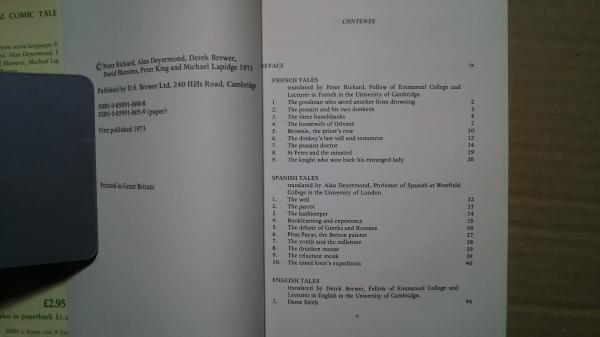 AL COMIC TALE
from seven languages b
Alan Deyermond,
Michael
© Peter Rickard, Alan Deyermond, Derek Brewer,
David Blamires, Peter King and Michael Lapidge 1973
Published by D.S. Brewer Ltd, 240 Hills Road, Cambridge
ISBN 0-85991-000-8
ISBN 0-85991-005-9 (paper)
First published 1973
Printed in Great Britain
£2.95
also in paperback
CONTENTS
EFACE ix
FRENCH TALES
translated by Peter Rickard, Fellow of Emmanuel College and
Lecturer in French in the University of Cambridge.
1. The goodman who saved another from drowning 2
2. The peasant and his two donkeys 3
3. The three hunchbacks 4
4. The housewife of Orleans 7
5. Brownie, the priest's cow 10
6. The donkey's last will and testament 12
7. The peasant doctor 14
8. St Peter and the minstrel 19
9. The knight who won back his estranged lady 26
SPANISH TALES
translated by Alan Deyermond, Professor of Spanish at Westfield
College in the University of London.
1. The well 32
2. The parrot 33
3. The bathkeeper 34
4. Booklearning and experience 35
5. The debate of Greeks and Romans 36
6. Pitas Payas, the Breton painter 37
7. The youth and the millstone 38
8. The drunken mouse 39
9. The reluctant monk 39
10. The timid lover's expedition 40
ENGLISH TALES
translated by Derek Brewer, Fellow of Emmanuel College and
Lecturer in English in the University of Cambridge.
1. Dame Sirith 44
v